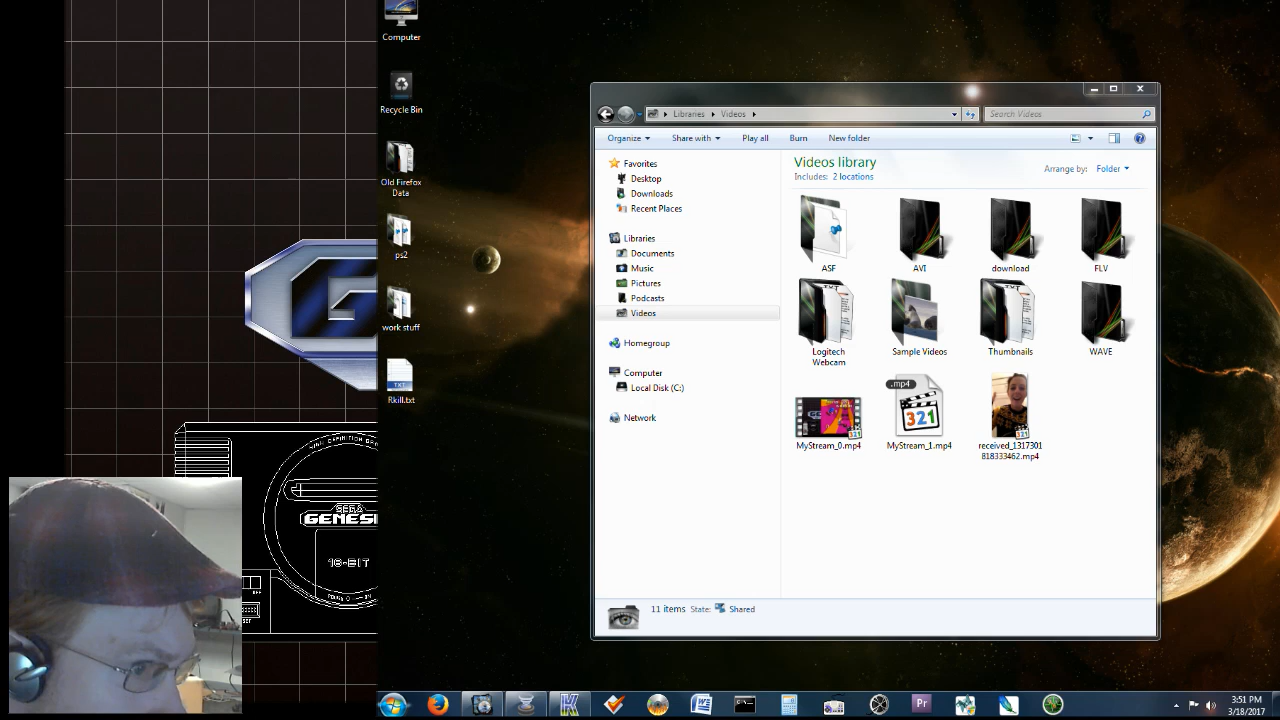 Computer
Recycle Bin
Old Firefox
Data
ps2
work stuff
TXT
Rkill.txt
Libraries
Videos
Search Videos
Organize
Share with
Play all
Burn
New folder
Favorites
Desktop
Downloads
Recent Places
Libraries
Documents
Music
Pictures
Podcasts
Videos
Homegroup
Computer
Local Disk (C:)
Network
Videos library
Includes: 2 locations
Arrange by: Folder
ASF
AVI
download
FLV
Logitech
Webcam
Sample Videos
Thumbnails
WAVE
.mp4
321
MyStream_0.mp4
MyStream_1.mp4
received_1317301
818333462.mp4
11 items State: Shared
SEGA
GENESIS
16-BIT
Pr
3:51 PM
3/18/2017